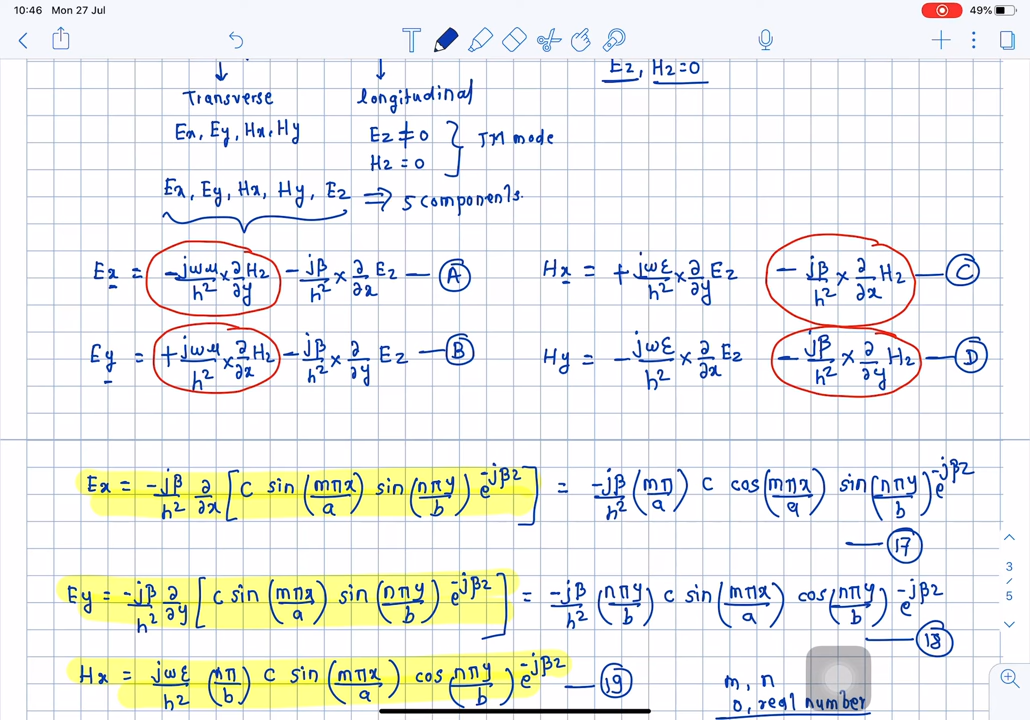 10:46 Mon 27 Jul
49%
Ez, Hz=0
Transverse
longitudinal
Ex, Ey, Hx, Hy
Ez ≠ 0
Hz = 0
TM mode
Ex, Ey, Hx, Hy, Ez ⇒ 5 components.
Ex = -jωμ/h² × ∂/∂y Hz - jβ/h² × ∂/∂x Ez — A
Hx = +jωε/h² × ∂/∂y Ez - jβ/h² × ∂/∂x Hz — C
Ey = +jωμ/h² × ∂/∂x Hz - jβ/h² × ∂/∂y Ez — B
Hy = -jωε/h² × ∂/∂x Ez - jβ/h² × ∂/∂y Hz — D
Ex = -jβ/h² ∂/∂x [C sin(mπx/a) sin(nπy/b) e^-jβz] = -jβ/h² (mπ/a) C cos(mπx/a) sin(nπy/b) e^-jβz
— 17
3
5
Ey = -jβ/h² ∂/∂y [C sin(mπx/a) sin(nπy/b) e^-jβz] = -jβ/h² (nπy/b) C sin(mπx/a) cos(nπy/b) e^-jβz
— 18
Hx = jωε/h² (nπ/b) C sin(mπx/a) cos(nπy/b) e^-jβz — 19
m, n
0, real number